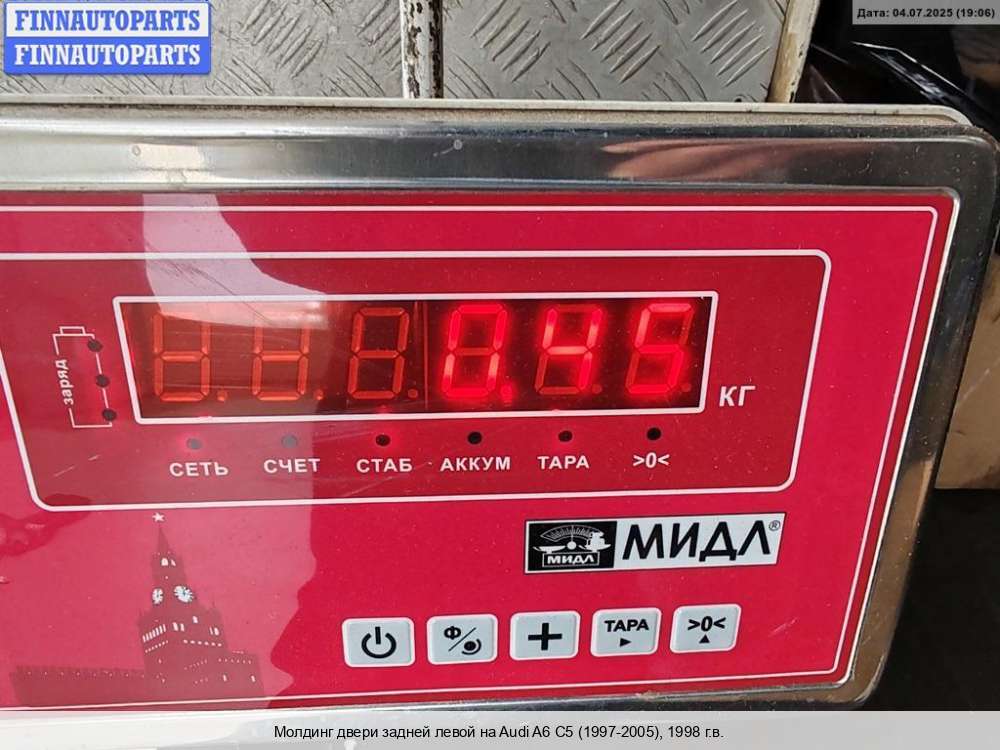 FINNAUTOPARTS
FINNAUTOPARTS
Дата: 04.07.2025 (19:06)
0.45
КГ
заряд
СЕТЬ СЧЕТ СТАБ АККУМ ТАРА >0<
МИДЛ МИДЛ®
Ф/ + ТАРА >0<
Молдинг двери задней левой на Audi A6 C5 (1997-2005), 1998 г.в.